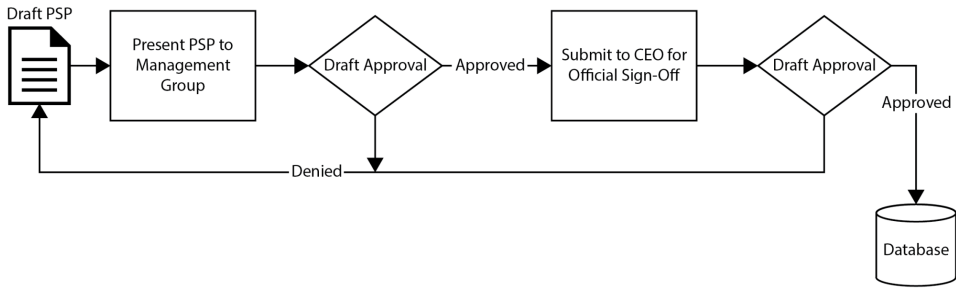 Draft PSP
Present PSP to
Management
Group
Draft Approval
Approved
Submit to CEO for
Official Sign-Off
Draft Approval
Approved
Denied
Database